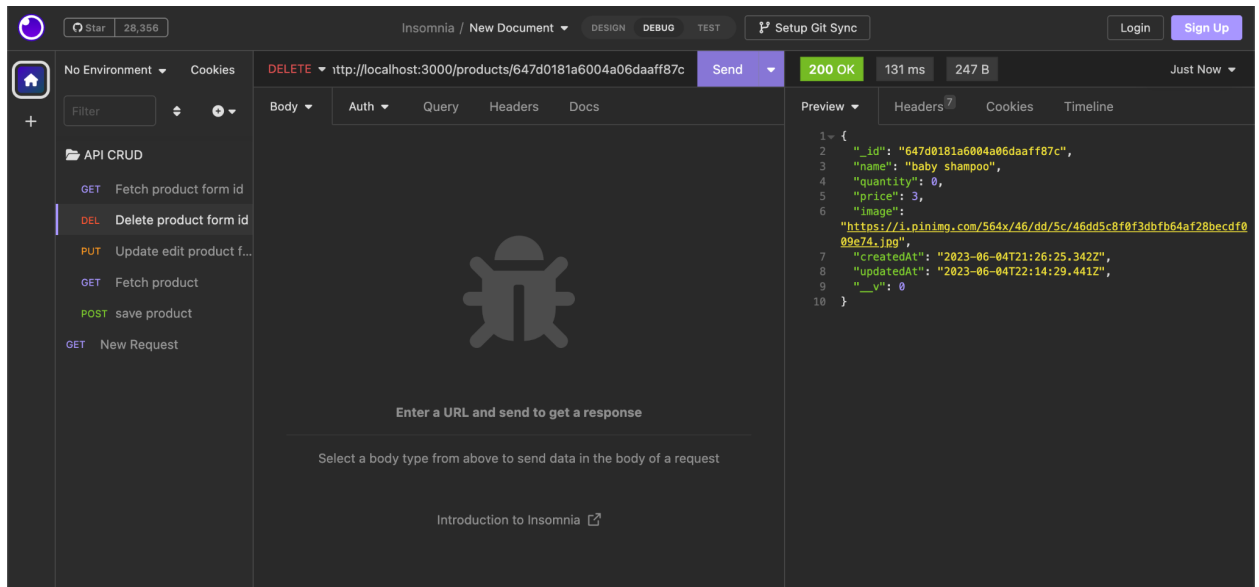 Star 28,356
Insomnia / New Document
DESIGN DEBUG TEST
Setup Git Sync
Login
Sign Up
No Environment Cookies
Filter
API CRUD
GET Fetch product form id
DEL Delete product form id
PUT Update edit product f...
GET Fetch product
POST save product
GET New Request
DELETE http://localhost:3000/products/647d0181a6004a06daaff87c Send
Body Auth Query Headers Docs
Enter a URL and send to get a response
Select a body type from above to send data in the body of a request
Introduction to Insomnia
200 OK 131 ms 247 B Just Now
Preview Headers 7 Cookies Timeline
1 {
2 "_id": "647d0181a6004a06daaff87c",
3 "name": "baby shampoo",
4 "quantity": 0,
5 "price": 3,
6 "image":
"https://i.pinimg.com/564x/46/dd/5c/46dd5c8f0f3dbfb64af28becdf0
09e74.jpg",
7 "createdAt": "2023-06-04T21:26:25.342Z",
8 "updatedAt": "2023-06-04T22:14:29.441Z",
9 "__v": 0
10 }